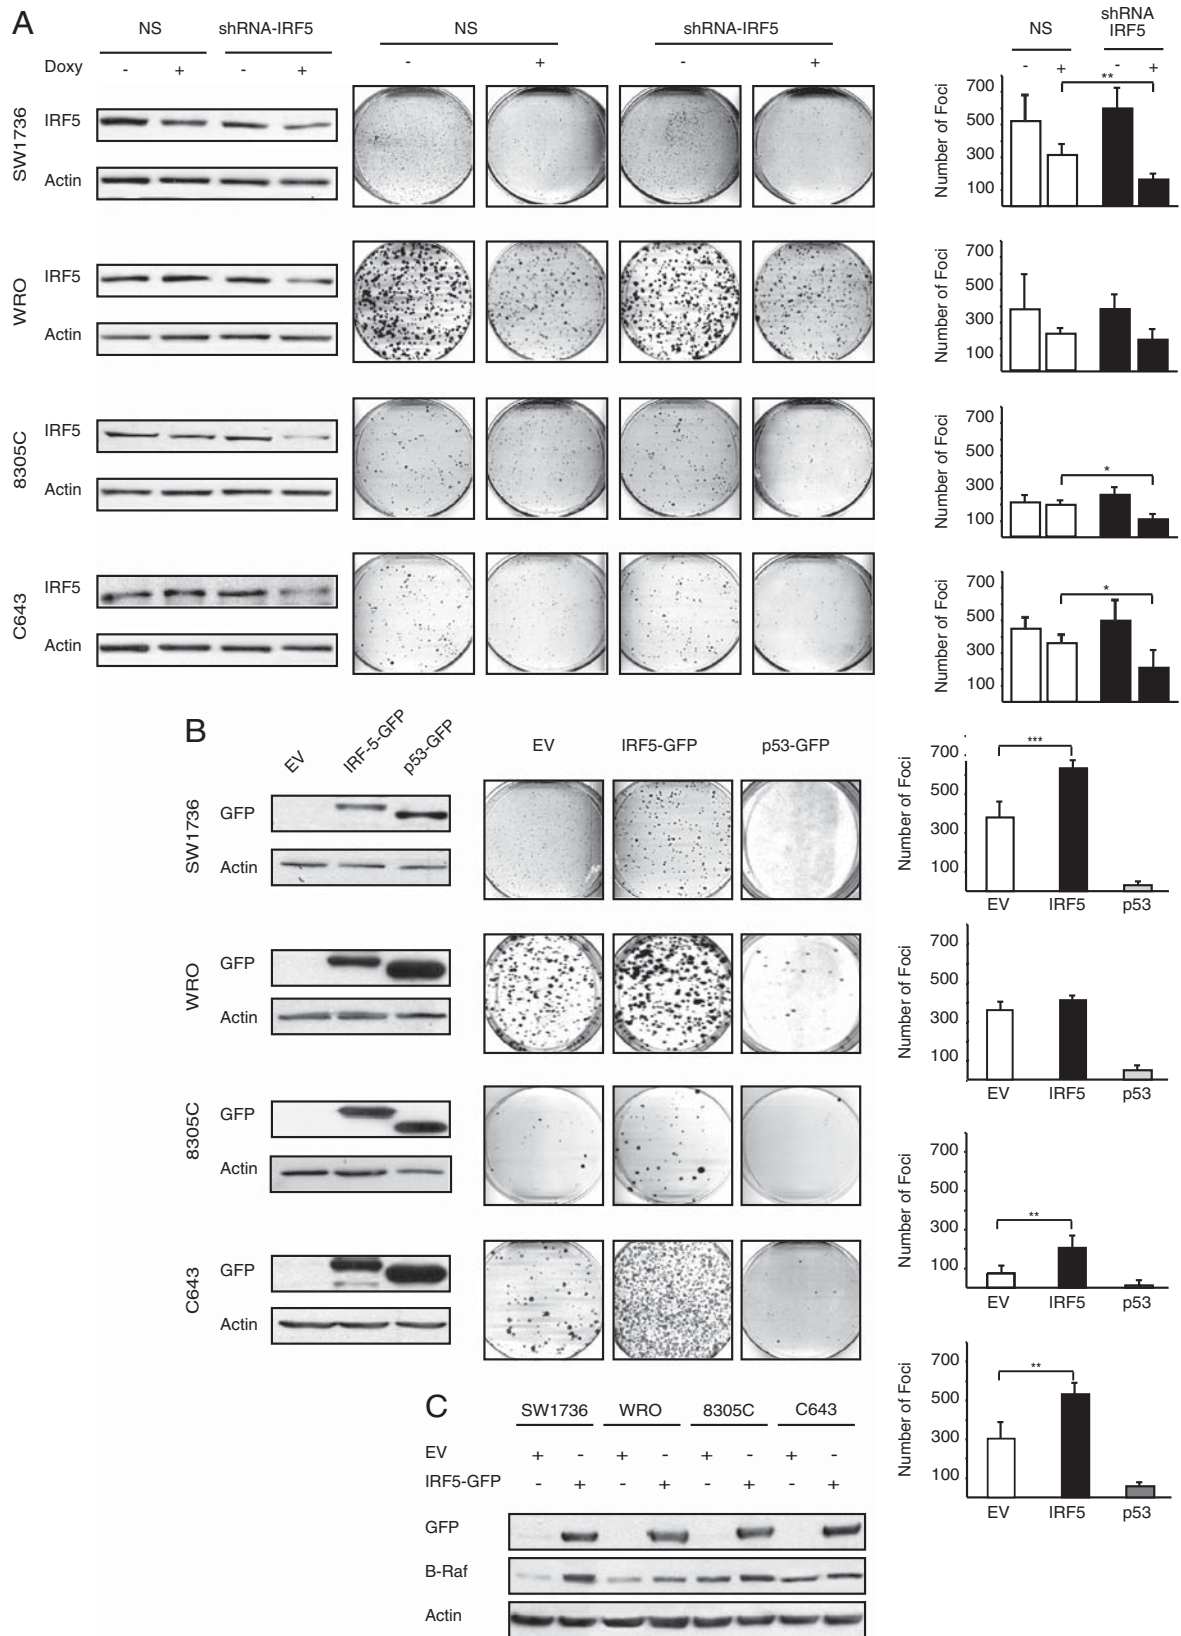 A
NS shRNA-IRF5 NS shRNA-IRF5 NS shRNA IRF5
Doxy - + - + - + - + - + - +
SW1736
IRF5
Actin
Number of Foci
700
500
300
100
**
WRO
IRF5
Actin
Number of Foci
700
500
300
100
8305C
IRF5
Actin
Number of Foci
700
500
300
100
*
C643
IRF5
Actin
Number of Foci
700
500
300
100
*
B
EV IRF-5-GFP p53-GFP EV IRF5-GFP p53-GFP
SW1736
GFP
Actin
Number of Foci
700
500
300
100
***
EV IRF5 p53
WRO
GFP
Actin
Number of Foci
700
500
300
100
EV IRF5 p53
8305C
GFP
Actin
Number of Foci
700
500
300
100
**
EV IRF5 p53
C643
GFP
Actin
Number of Foci
700
500
300
100
**
EV IRF5 p53
C
SW1736 WRO 8305C C643
EV + - + - + - + -
IRF5-GFP - + - + - + - +
GFP
B-Raf
Actin